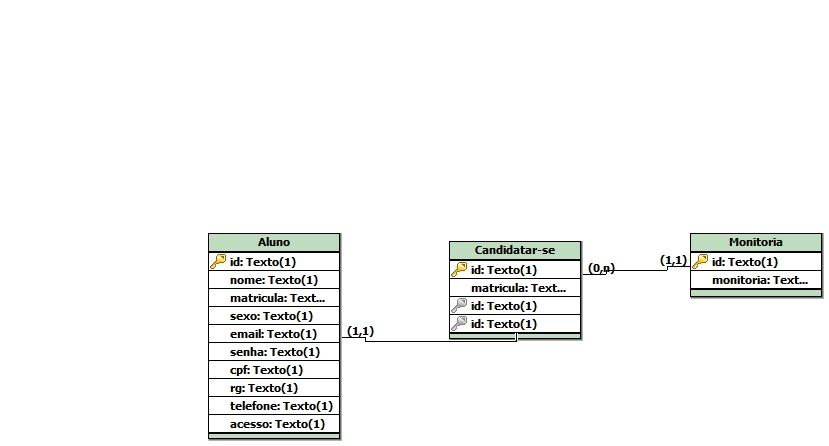 Aluno
id: Texto(1)
nome: Texto(1)
matricula: Text...
sexo: Texto(1)
email: Texto(1)
senha: Texto(1)
cpf: Texto(1)
rg: Texto(1)
telefone: Texto(1)
acesso: Texto(1)
(1,1)
Candidatar-se
id: Texto(1)
matricula: Text...
id: Texto(1)
id: Texto(1)
(0,n)
(1,1)
Monitoria
id: Texto(1)
monitoria: Text...